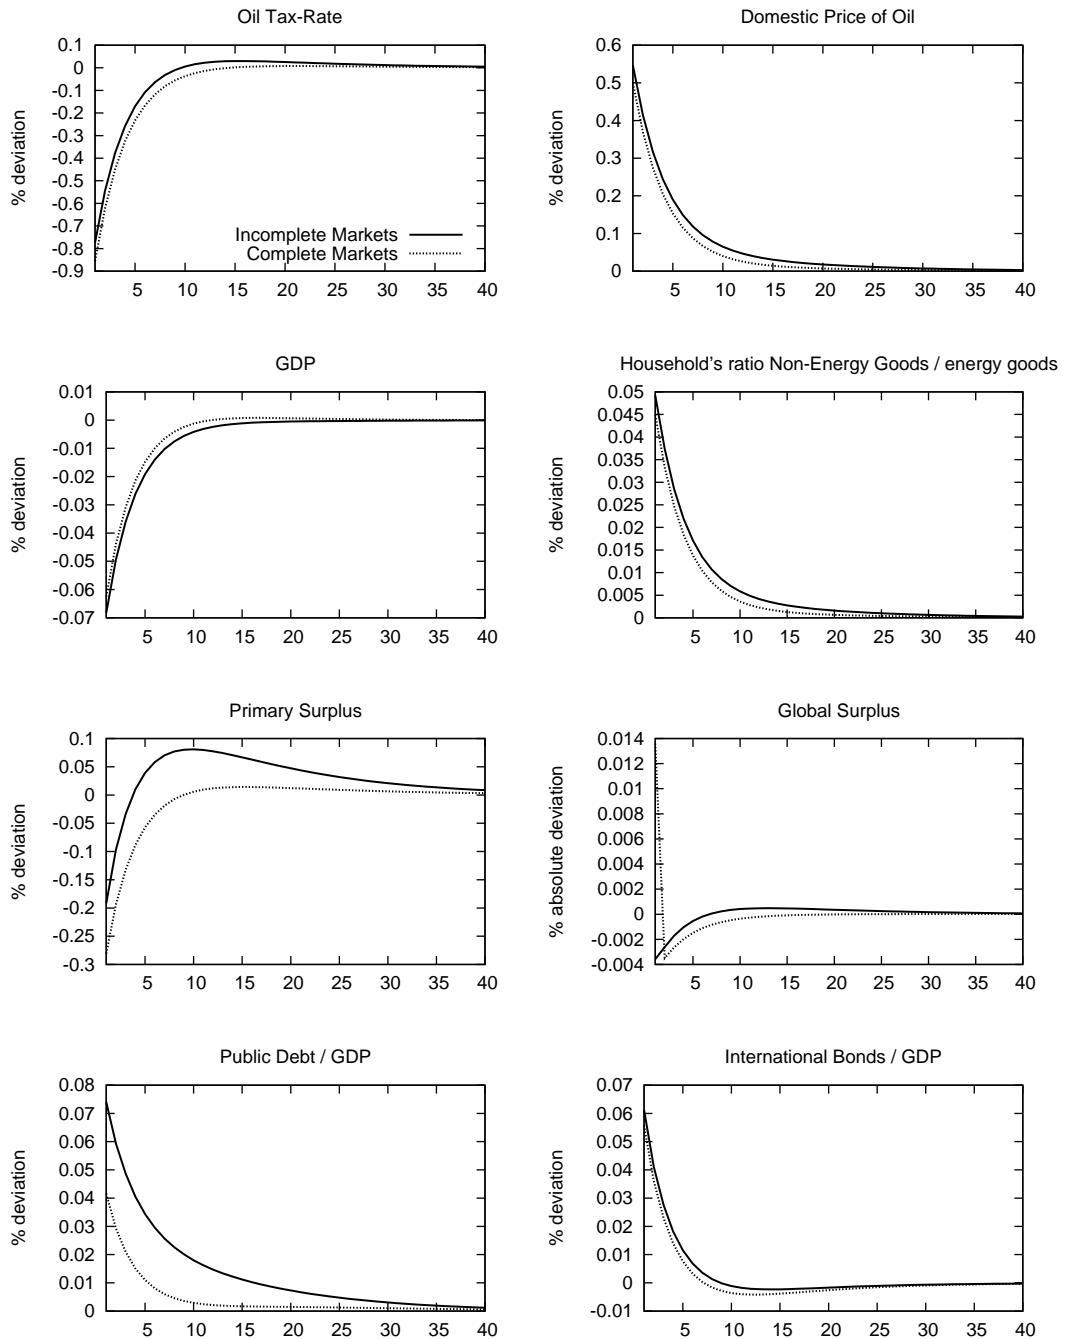 Oil Tax-Rate
% deviation
0.1
0
-0.1
-0.2
-0.3
-0.4
-0.5
-0.6
-0.7
-0.8
-0.9
Incomplete Markets
Complete Markets
5 10 15 20 25 30 35 40
Domestic Price of Oil
% deviation
0.6
0.5
0.4
0.3
0.2
0.1
0
5 10 15 20 25 30 35 40
GDP
% deviation
0.01
0
-0.01
-0.02
-0.03
-0.04
-0.05
-0.06
-0.07
5 10 15 20 25 30 35 40
Household's ratio Non-Energy Goods / energy goods
% deviation
0.05
0.045
0.04
0.035
0.03
0.025
0.02
0.015
0.01
0.005
0
5 10 15 20 25 30 35 40
Primary Surplus
% deviation
0.1
0.05
0
-0.05
-0.1
-0.15
-0.2
-0.25
-0.3
5 10 15 20 25 30 35 40
Global Surplus
% absolute deviation
0.014
0.012
0.01
0.008
0.006
0.004
0.002
0
-0.002
-0.004
5 10 15 20 25 30 35 40
Public Debt / GDP
% deviation
0.08
0.07
0.06
0.05
0.04
0.03
0.02
0.01
0
5 10 15 20 25 30 35 40
International Bonds / GDP
% deviation
0.07
0.06
0.05
0.04
0.03
0.02
0.01
0
-0.01
5 10 15 20 25 30 35 40